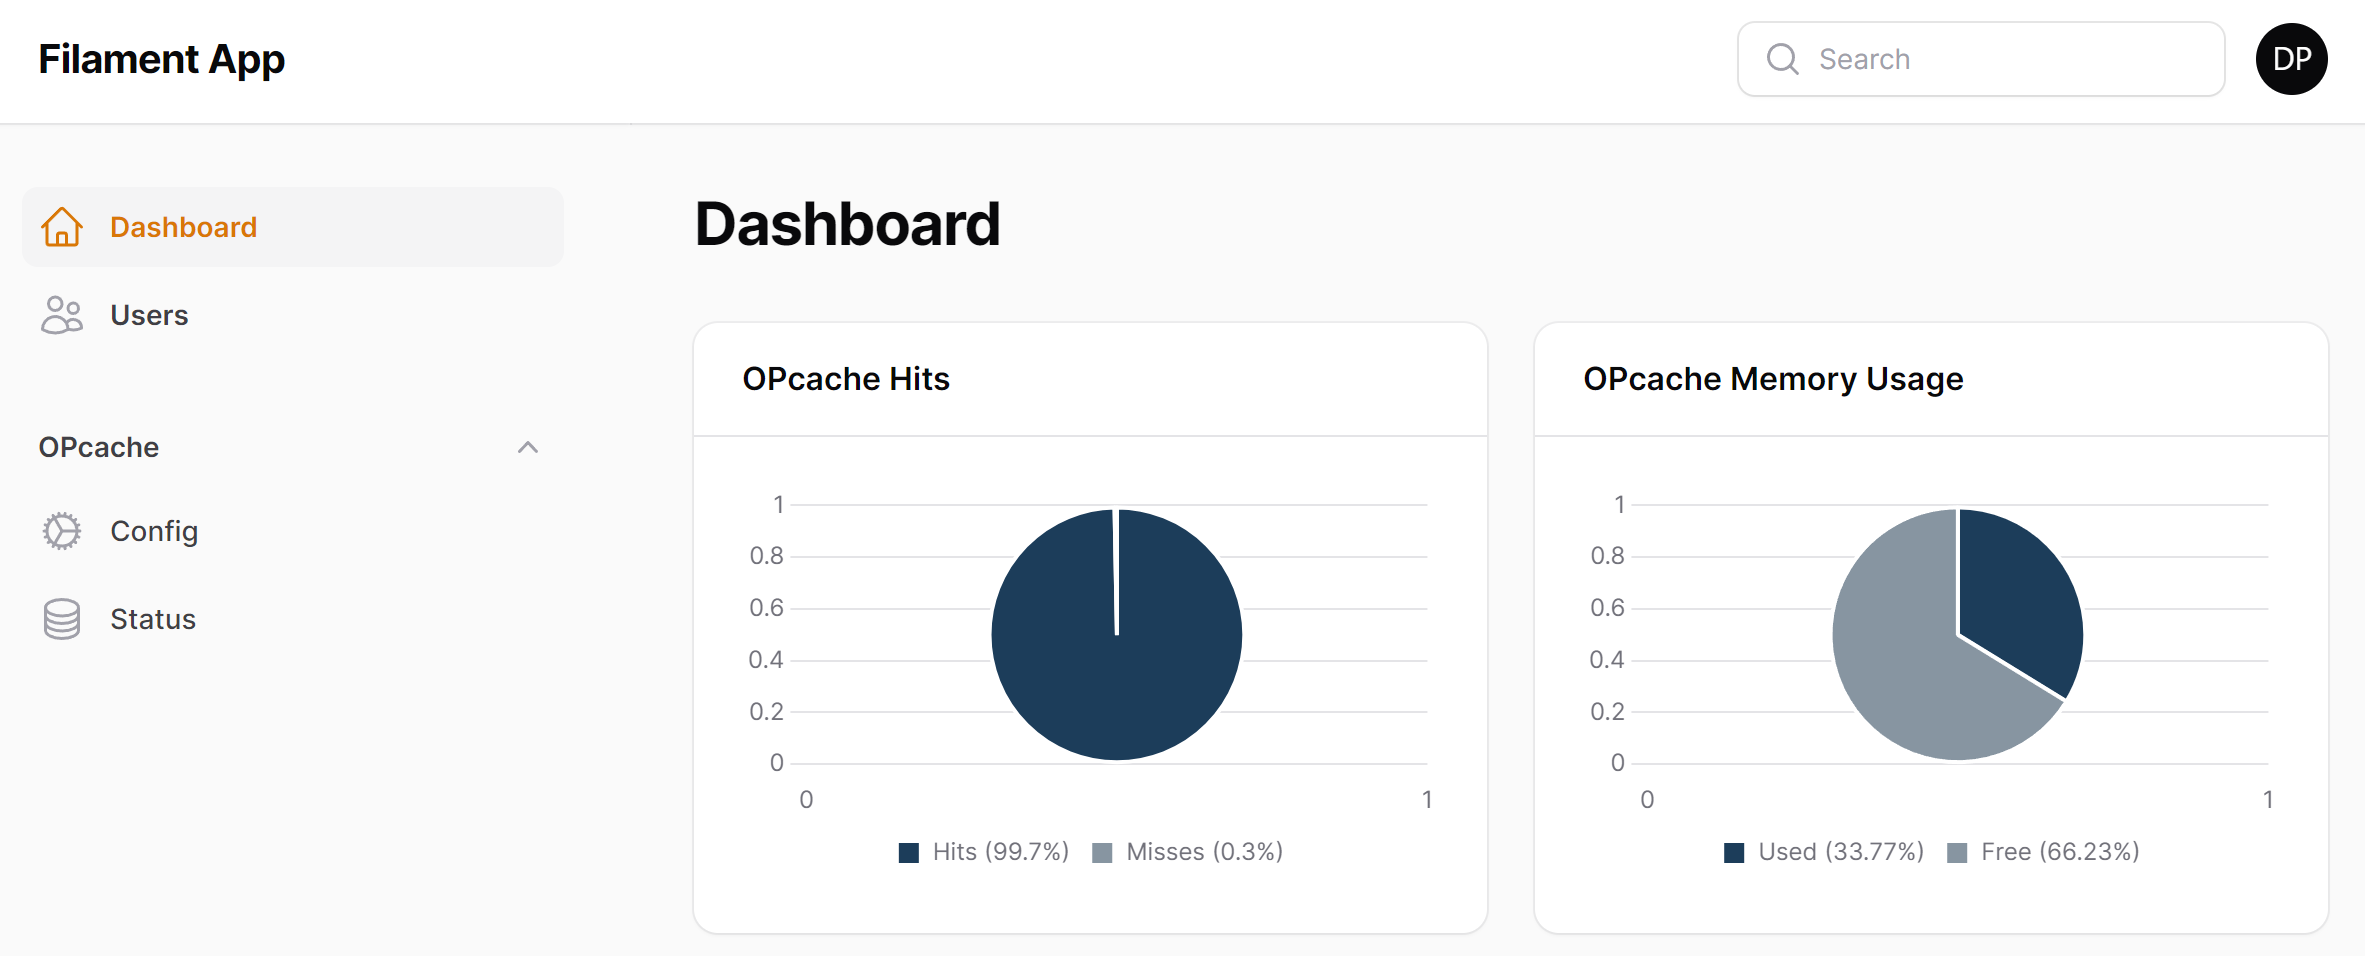 Filament App
Search
DP
Dashboard
Users
OPcache
Config
Status
Dashboard
OPcache Hits
1
0.8
0.6
0.4
0.2
0
0 1
Hits (99.7%) Misses (0.3%)
OPcache Memory Usage
1
0.8
0.6
0.4
0.2
0
0 1
Used (33.77%) Free (66.23%)